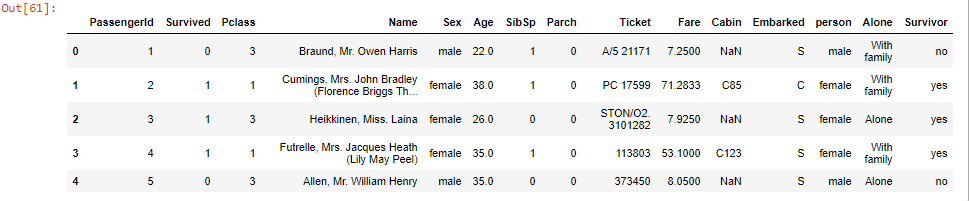 Out[61]:
PassengerId Survived Pclass Name Sex Age SibSp Parch Ticket Fare Cabin Embarked person Alone Survivor
0 1 0 3 Braund, Mr. Owen Harris male 22.0 1 0 A/5 21171 7.2500 NaN S male With family no
1 2 1 1 Cumings, Mrs. John Bradley (Florence Briggs Th... female 38.0 1 0 PC 17599 71.2833 C85 C female With family yes
2 3 1 3 Heikkinen, Miss. Laina female 26.0 0 0 STON/O2. 3101282 7.9250 NaN S female Alone yes
3 4 1 1 Futrelle, Mrs. Jacques Heath (Lily May Peel) female 35.0 1 0 113803 53.1000 C123 S female With family yes
4 5 0 3 Allen, Mr. William Henry male 35.0 0 0 373450 8.0500 NaN S male Alone no